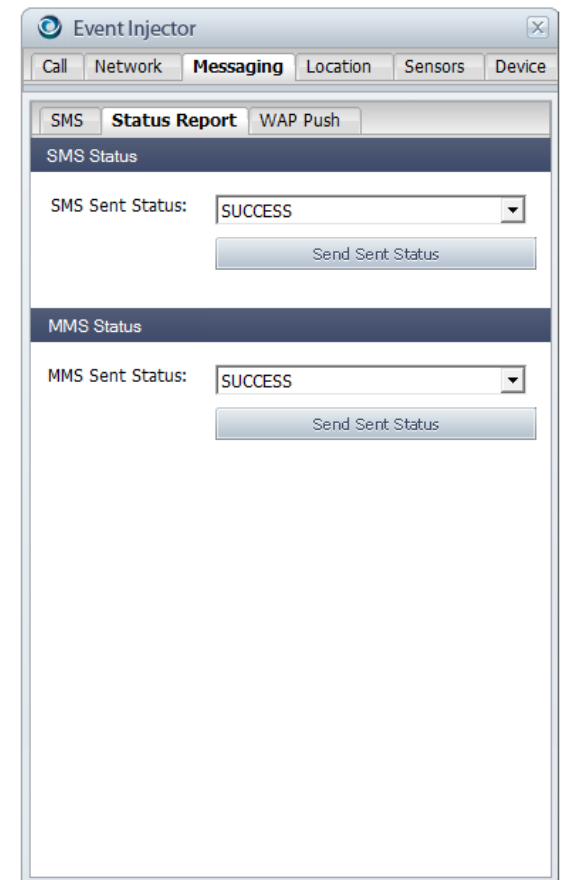 Event Injector
Call Network Messaging Location Sensors Device
SMS Status Report WAP Push
SMS Status
SMS Sent Status: SUCCESS
Send Sent Status
MMS Status
MMS Sent Status: SUCCESS
Send Sent Status